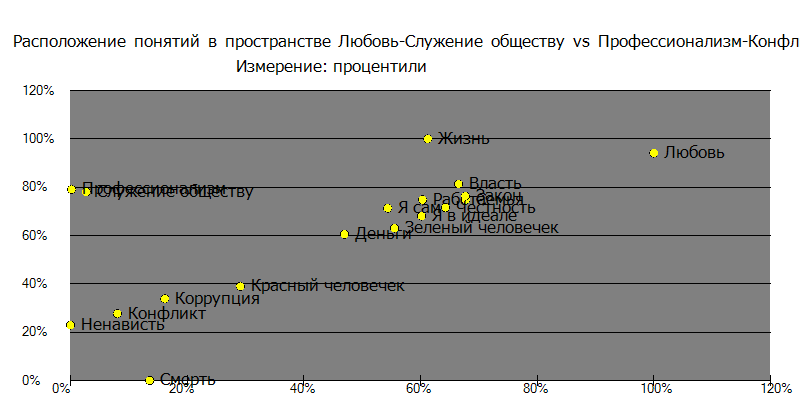 Расположение понятий в пространстве Любовь-Служение обществу vs Профессионализм-Конфл
Измерение: процентили
120%
100%
Жизнь
Любовь
80%
Профессионализм
Служение обществу
Власть
Закон
Я сам
Честность
Я в идеале
60%
Деньги
Зеленый человечек
40%
Красный человечек
Коррупция
Конфликт
20%
Ненависть
0%
Сморть
0%
20%
40%
60%
80%
100%
120%